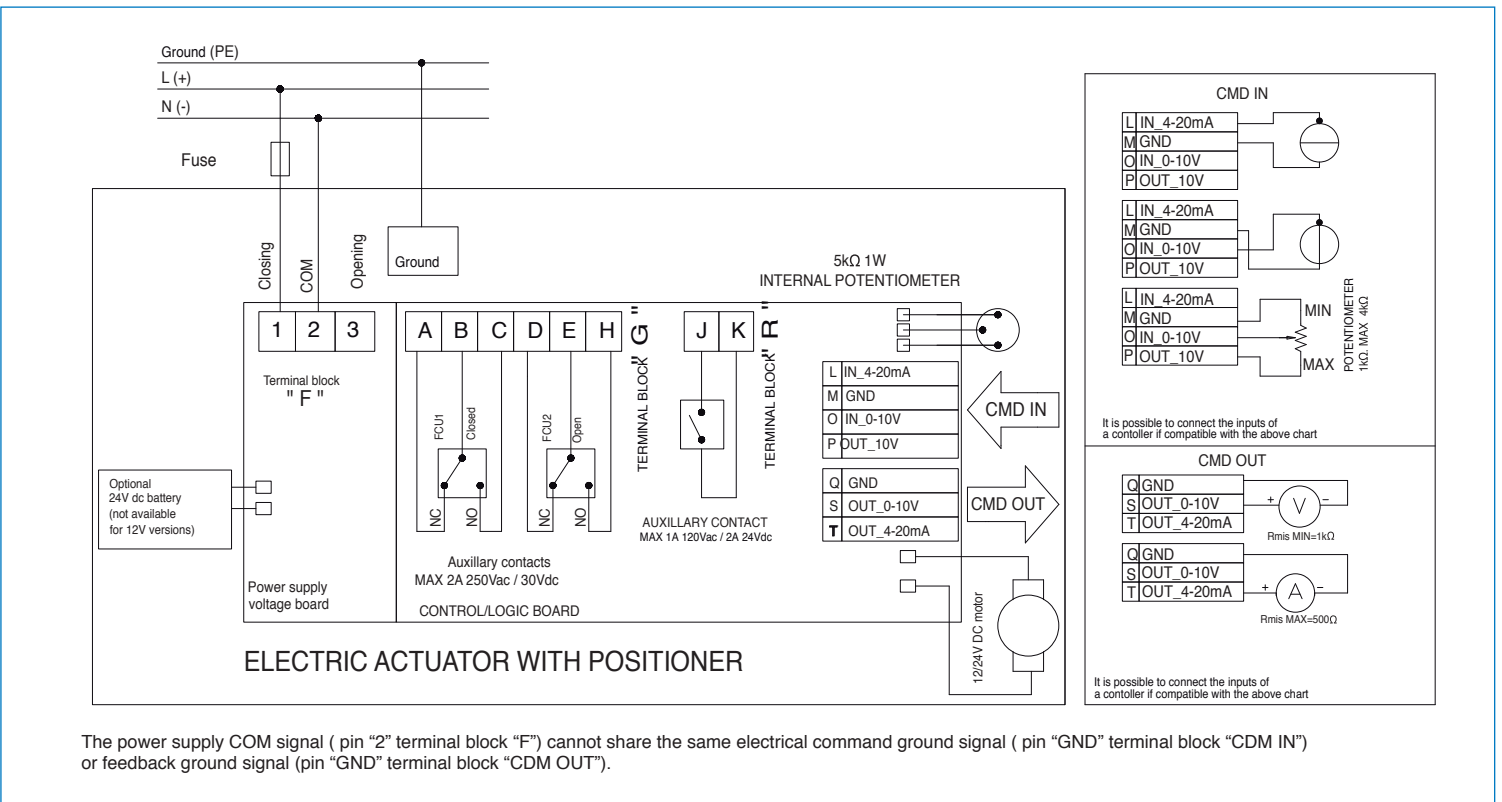 Ground (PE)
L (+)
N (-)
Fuse
Closing
COM
Opening
Ground
1 2 3
Terminal block
" F "
Optional
24V dc battery
(not available
for 12V versions)
Power supply
voltage board
A B C D E H
TERMINAL BLOCK" G "
FCU1
Closed
NC
NO
FCU2
Open
NC
NO
Auxillary contacts
MAX 2A 250Vac / 30Vdc
CONTROL/LOGIC BOARD
J K
TERMINAL BLOCK" R "
AUXILLARY CONTACT
MAX 1A 120Vac / 2A 24Vdc
5kΩ 1W
INTERNAL POTENTIOMETER
L IN_4-20mA
M GND
O IN_0-10V
P OUT_10V
CMD IN
Q GND
S OUT_0-10V
T OUT_4-20mA
CMD OUT
12/24V DC motor
ELECTRIC ACTUATOR WITH POSITIONER
CMD IN
L IN_4-20mA
M GND
O IN_0-10V
P OUT_10V
L IN_4-20mA
M GND
O IN_0-10V
P OUT_10V
L IN_4-20mA
M GND
O IN_0-10V
P OUT_10V
MIN
MAX
POTENTIOMETER
1kΩ. MAX 4kΩ
It is possible to connect the inputs of
a contoller if compatible with the above chart
CMD OUT
Q GND
S OUT_0-10V
T OUT_4-20mA
+ V −
Rmis MIN=1kΩ
Q GND
S OUT_0-10V
T OUT_4-20mA
+ A −
Rmis MAX=500Ω
It is possible to connect the inputs of
a contoller if compatible with the above chart
The power supply COM signal ( pin “2” terminal block “F”) cannot share the same electrical command ground signal ( pin “GND” terminal block “CDM IN”)
or feedback ground signal (pin “GND” terminal block “CDM OUT”).